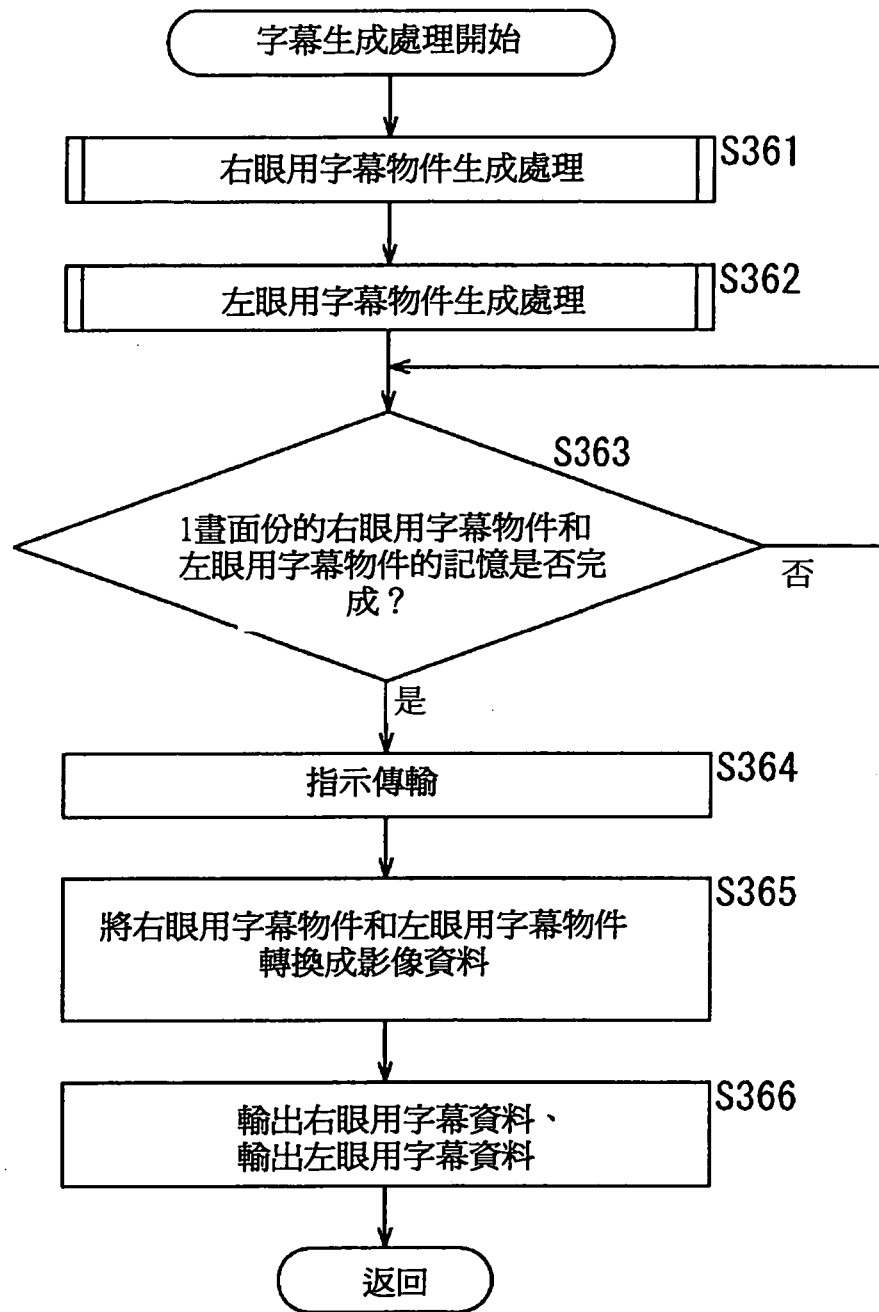 字幕生成處理開始
S361
右眼用字幕物件生成處理
S362
左眼用字幕物件生成處理
S363
1畫面份的右眼用字幕物件和
左眼用字幕物件的記憶是否完
成？
否
是
S364
指示傳輸
S365
將右眼用字幕物件和左眼用字幕物件
轉換成影像資料
S366
輸出右眼用字幕資料、
輸出左眼用字幕資料
返回